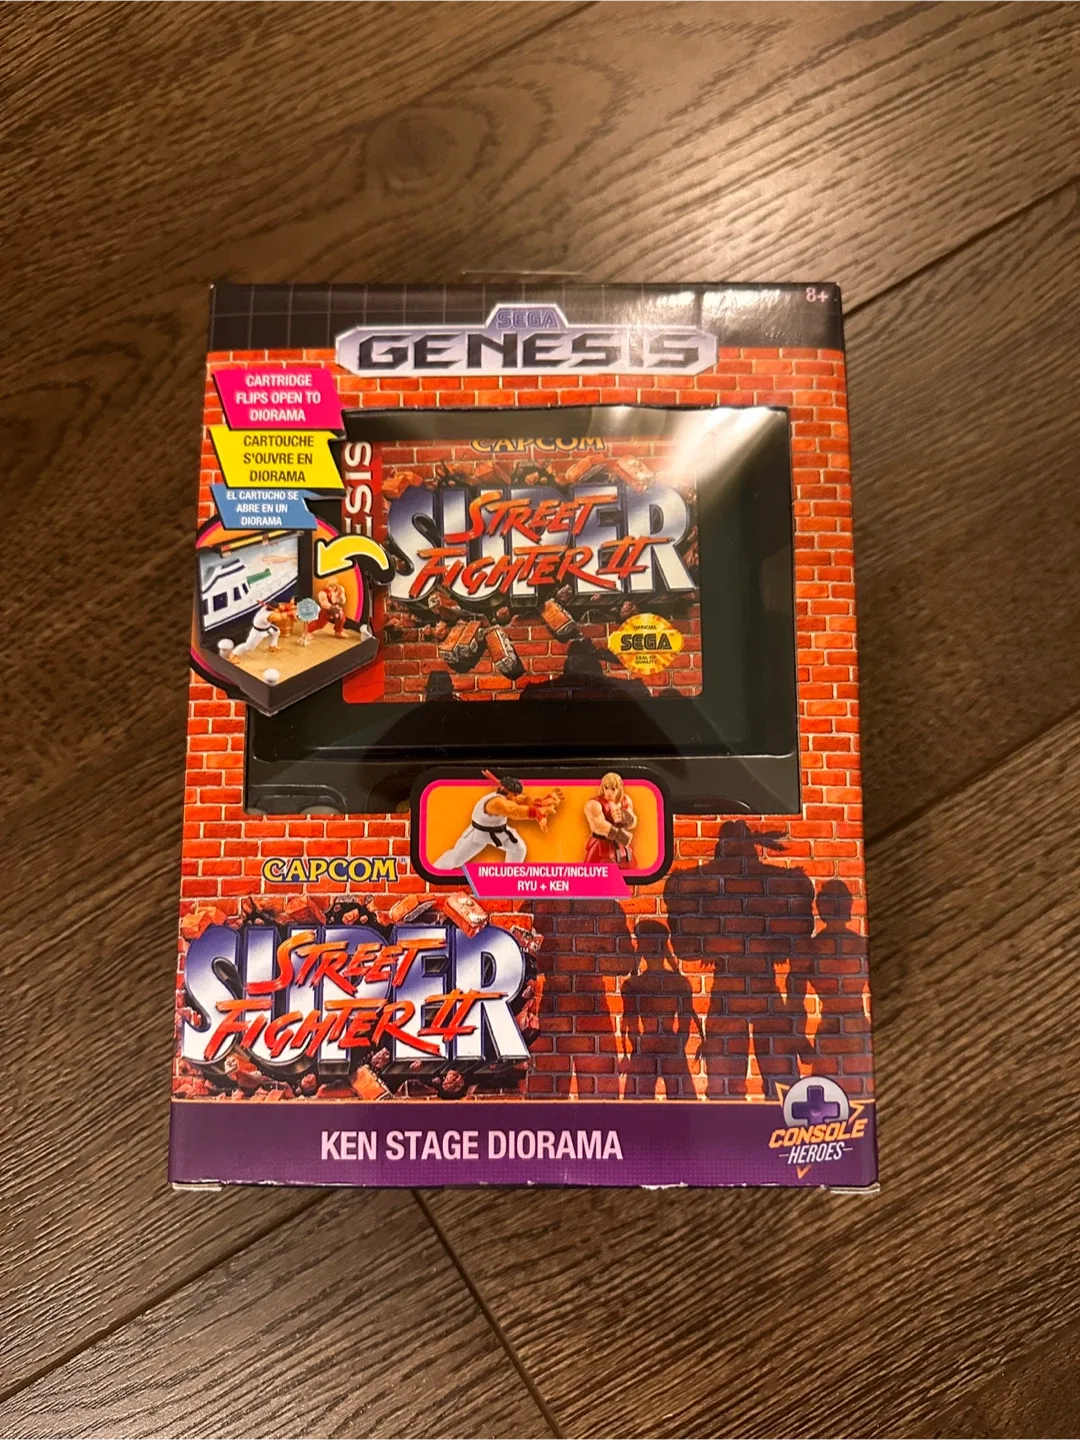 8+
SEGA
GENESIS
CARTRIDGE
FLIPS OPEN TO
DIORAMA
CARTOUCHE
S'OUVRE EN
DIORAMA
EL CARTUCHO SE
ABRE EN UN
DIORAMA
ESIS
CAPCOM
SUPER
STREET
FIGHTER II
OFFICIAL
SEGA
SEAL OF
QUALITY
INCLUDES/INCLUT/INCLUYE
RYU + KEN
CAPCOM
SUPER
STREET
FIGHTER II
KEN STAGE DIORAMA
CONSOLE
HEROES